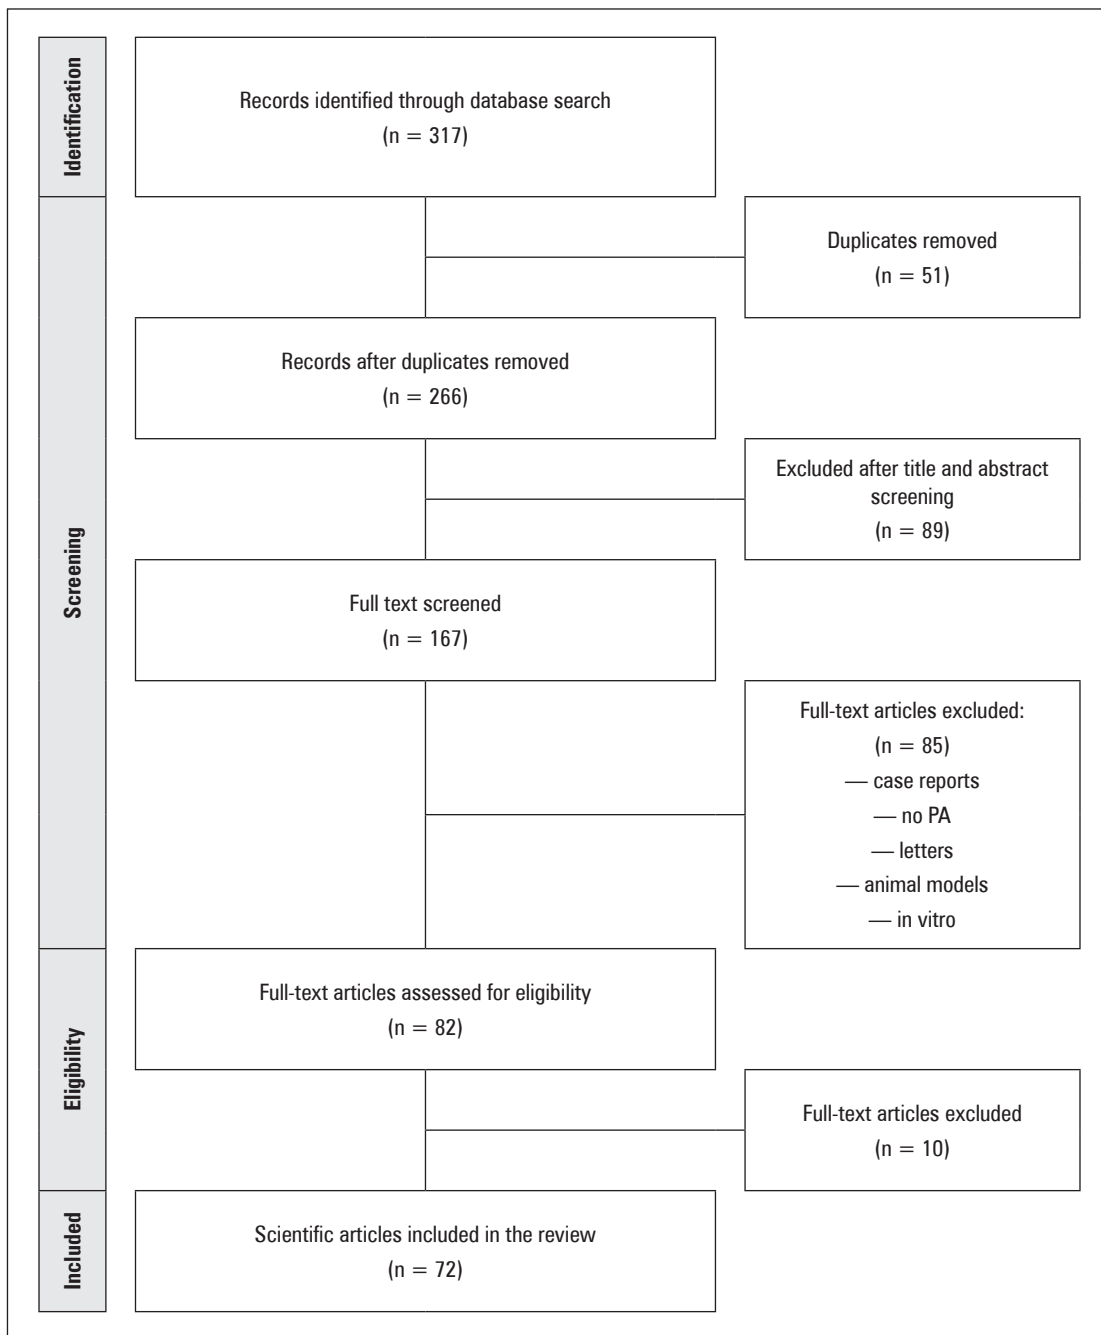 Identification
Records identified through database search
(n = 317)
Screening
Duplicates removed
(n = 51)
Records after duplicates removed
(n = 266)
Excluded after title and abstract
screening
(n = 89)
Full text screened
(n = 167)
Full-text articles excluded:
(n = 85)
— case reports
— no PA
— letters
— animal models
— in vitro
Eligibility
Full-text articles assessed for eligibility
(n = 82)
Full-text articles excluded
(n = 10)
Included
Scientific articles included in the review
(n = 72)